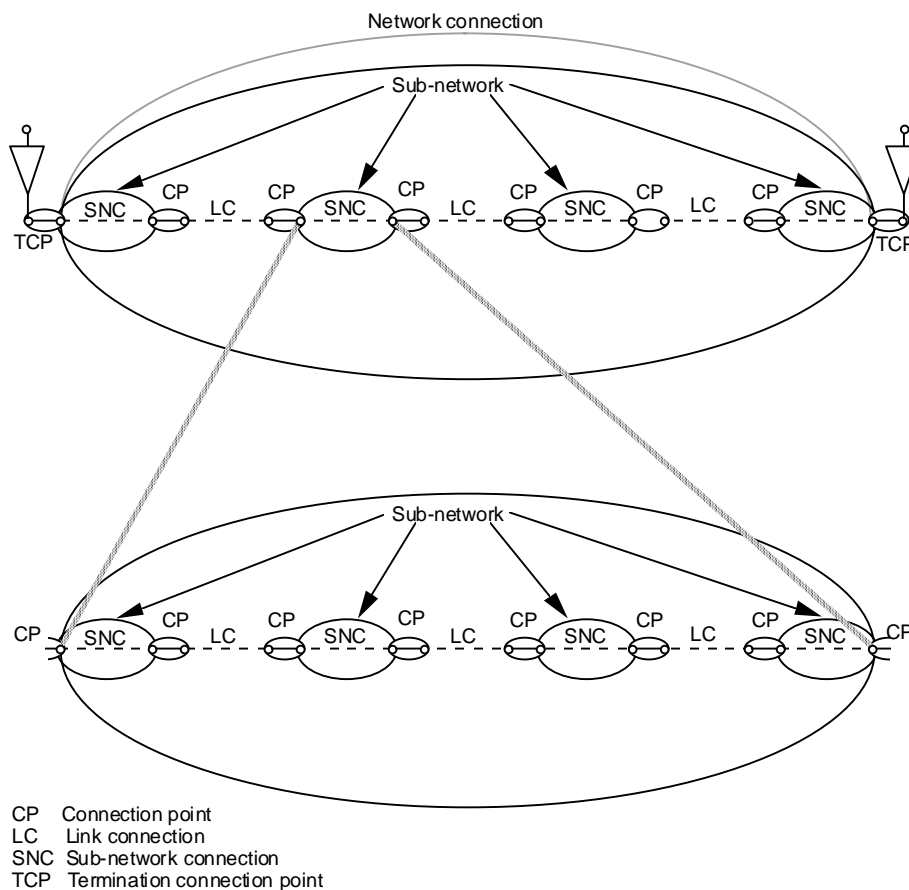 Network connection
Sub-network
CP CP CP CP CP CP
SNC LC SNC LC SNC LC SNC
TCP TCP
Sub-network
CP CP CP CP CP CP CP CP
SNC LC SNC LC SNC LC SNC
CP Connection point
LC Link connection
SNC Sub-network connection
TCP Termination connection point